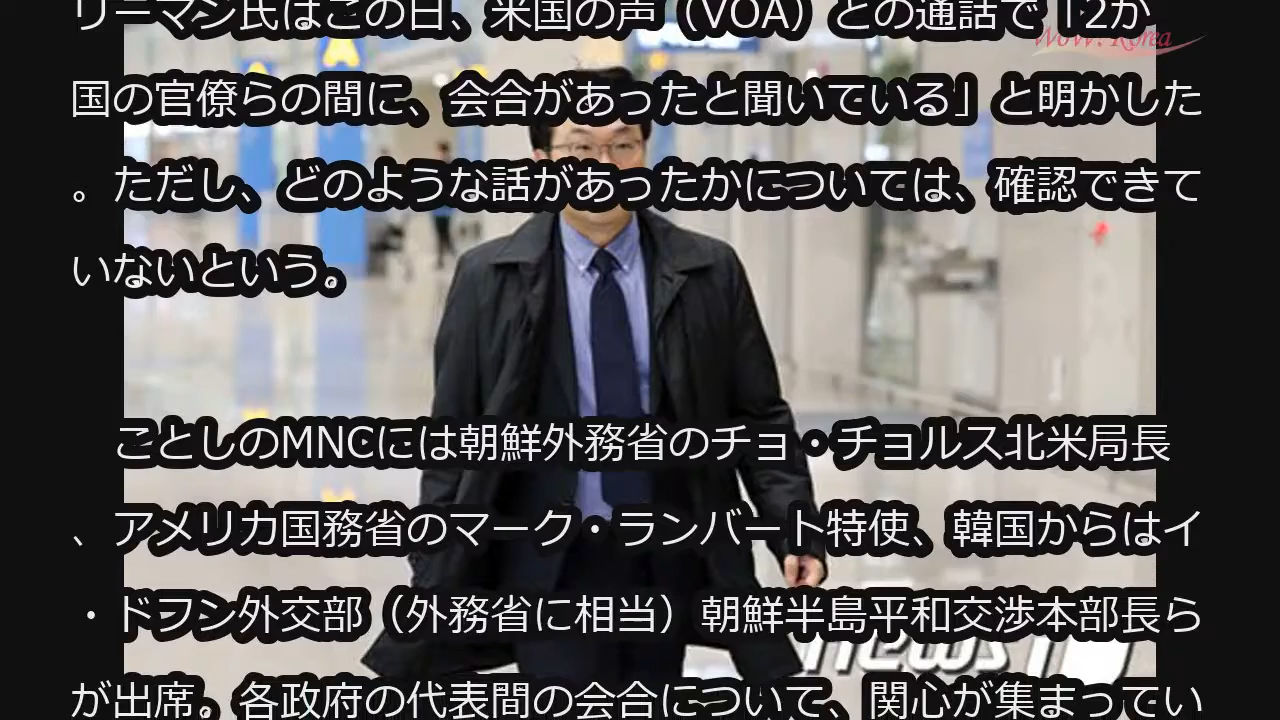 リーマン氏はこの日、米国の声（VOA）との通話で「2か
国の官僚らの間に、会合があったと聞いている」と明かした
。ただし、どのような話があったかについては、確認できて
いないという。
ことしのMNCには朝鮮外務省のチョ・チョルス北米局長
、アメリカ国務省のマーク・ランバート特使、韓国からはイ
・ドフン外交部（外務省に相当）朝鮮半島平和交渉本部長ら
が出席。各政府の代表間の会合について、関心が集まってい
WoW! Korea
news1